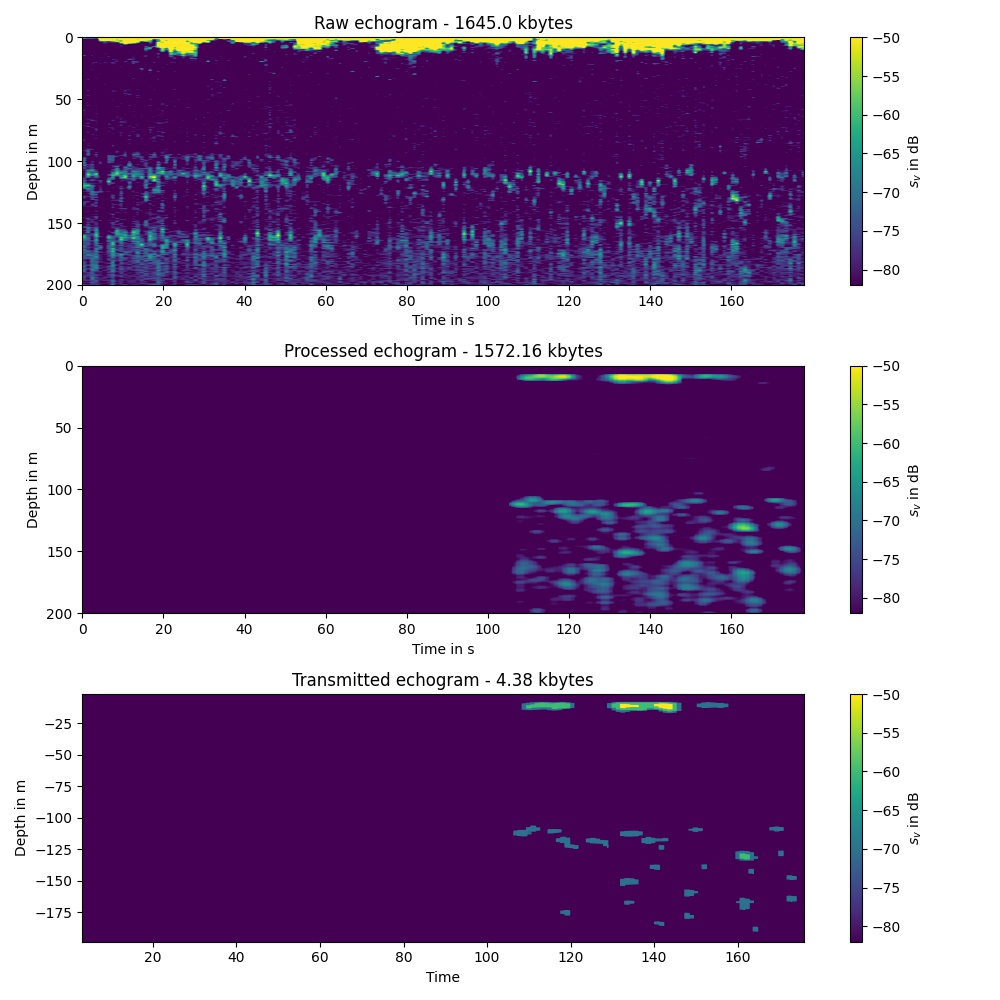 Raw echogram - 1645.0 kbytes
0
50
100
150
200
Depth in m
0 20 40 60 80 100 120 140 160
Time in s
−50
−55
−60
−65
−70
−75
−80
s_v in dB
Processed echogram - 1572.16 kbytes
0
50
100
150
200
Depth in m
0 20 40 60 80 100 120 140 160
Time in s
−50
−55
−60
−65
−70
−75
−80
s_v in dB
Transmitted echogram - 4.38 kbytes
−25
−50
−75
−100
−125
−150
−175
Depth in m
20 40 60 80 100 120 140 160
Time
−50
−55
−60
−65
−70
−75
−80
s_v in dB